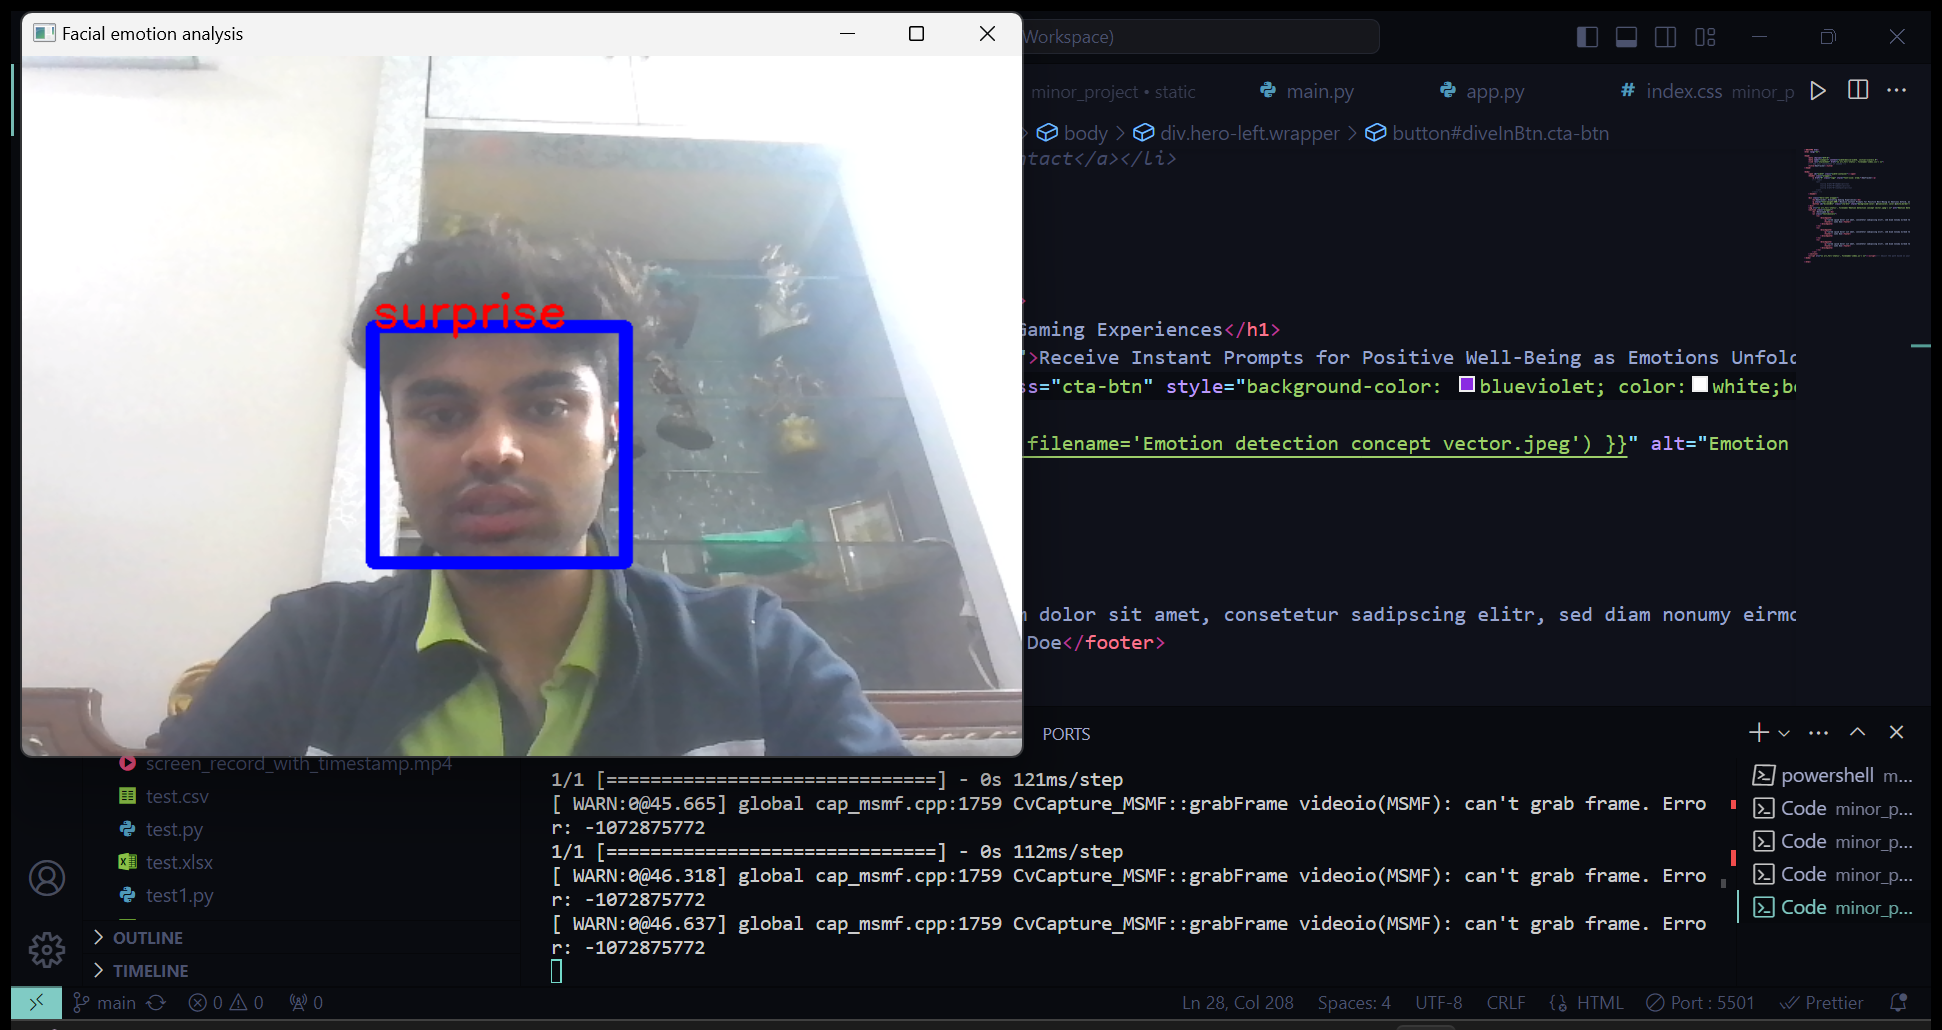 Facial emotion analysis
surprise
Workspace)
minor_project • static
main.py
app.py
# index.css minor_p
body > div.hero-left.wrapper > button#diveInBtn.cta-btn
ntact</a></li>
>
Gaming Experiences</h1>
">Receive Instant Prompts for Positive Well-Being as Emotions Unfold
ss="cta-btn" style="background-color: blueviolet; color: white;bo
filename='Emotion detection concept vector.jpeg') }}" alt="Emotion
m dolor sit amet, consetetur sadipscing elitr, sed diam nonumy eirmo
Doe</footer>
PORTS
screen_record_with_timestamp.mp4
test.csv
test.py
test.xlsx
test1.py
OUTLINE
TIMELINE
1/1 [==============================] - 0s 121ms/step
[ WARN:0@45.665] global cap_msmf.cpp:1759 CvCapture_MSMF::grabFrame videoio(MSMF): can't grab frame. Erro
r: -1072875772
1/1 [==============================] - 0s 112ms/step
[ WARN:0@46.318] global cap_msmf.cpp:1759 CvCapture_MSMF::grabFrame videoio(MSMF): can't grab frame. Erro
r: -1072875772
[ WARN:0@46.637] global cap_msmf.cpp:1759 CvCapture_MSMF::grabFrame videoio(MSMF): can't grab frame. Erro
r: -1072875772
powershell m...
Code minor_p...
Code minor_p...
Code minor_p...
Code minor_p...
main
0
0
0
Ln 28, Col 208
Spaces: 4
UTF-8
CRLF
HTML
Port : 5501
Prettier